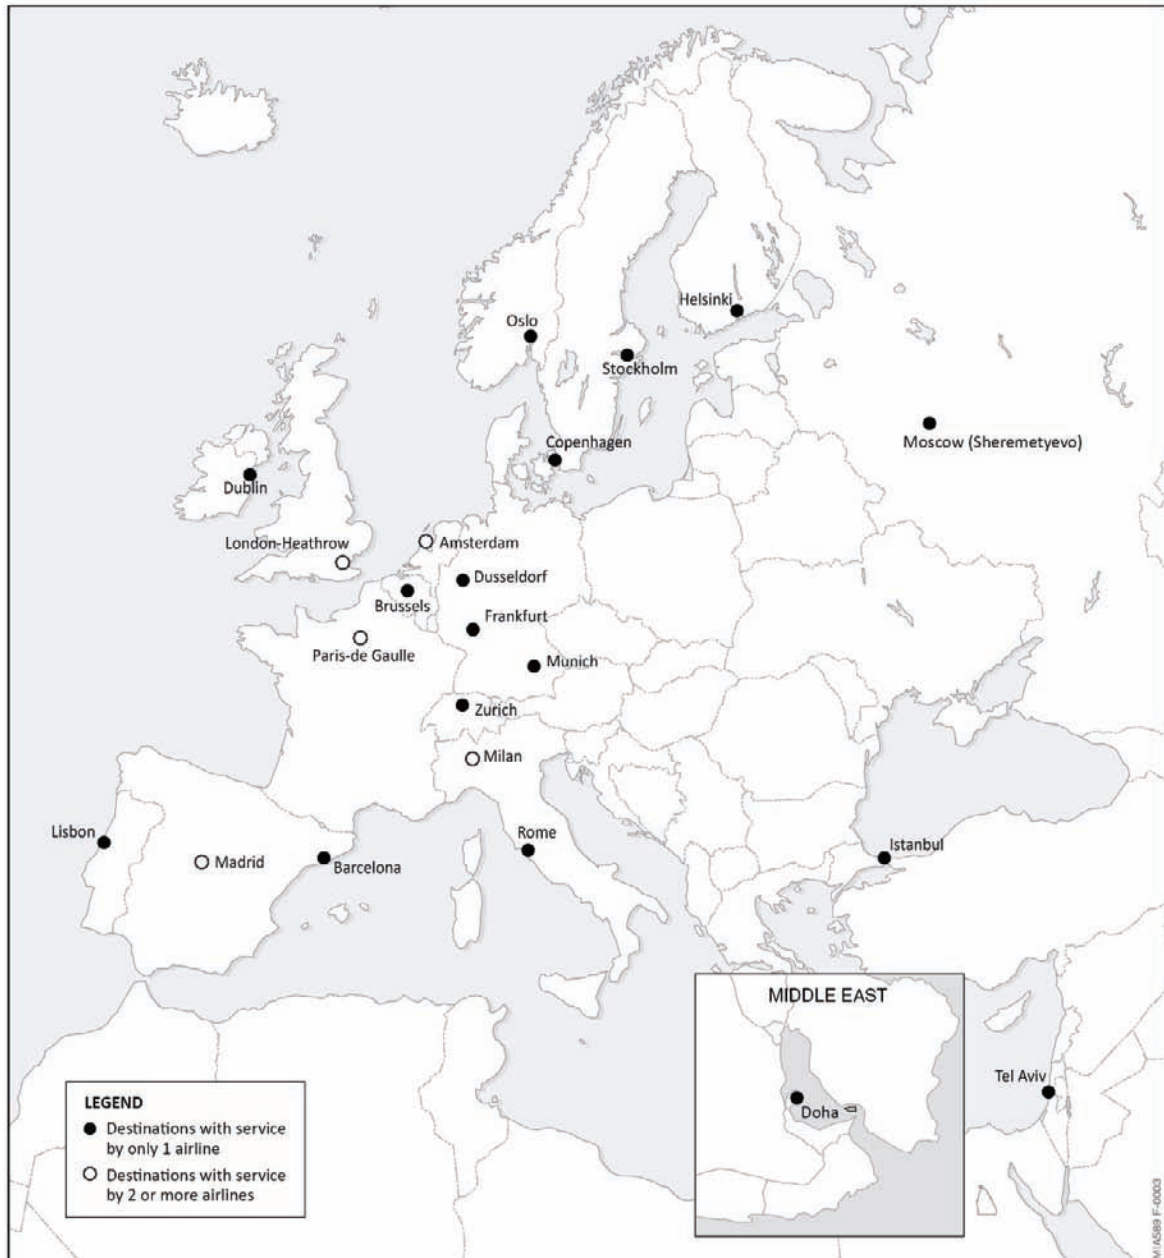 Helsinki
Oslo
Stockholm
Copenhagen
Moscow (Sheremetyevo)
Dublin
London-Heathrow
Amsterdam
Dusseldorf
Brussels
Frankfurt
Paris-de Gaulle
Munich
Zurich
Milan
Lisbon
Rome
Istanbul
Madrid
Barcelona
MIDDLE EAST
Doha
Tel Aviv
LEGEND
Destinations with service
by only 1 airline
Destinations with service
by 2 or more airlines
F-0003